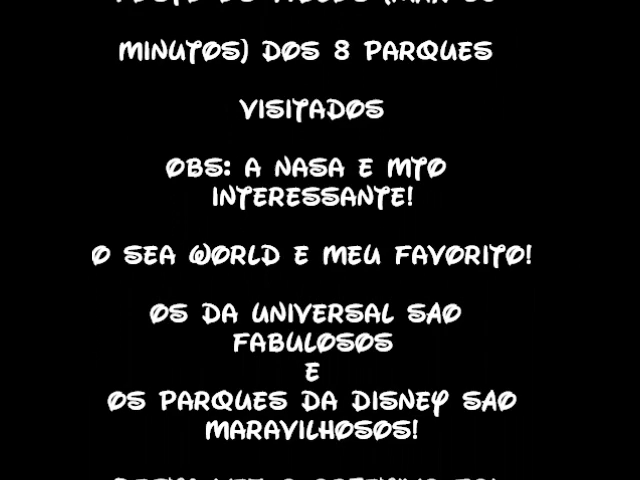 MINUTOS) DOS 8 PARQUES
VISITADOS
OBS: A NASA E MTO
INTERESSANTE!
O SEA WORLD E MEU FAVORITO!
OS DA UNIVERSAL SAO
FABULOSOS
E
OS PARQUES DA DISNEY SAO
MARAVILHOSOS!